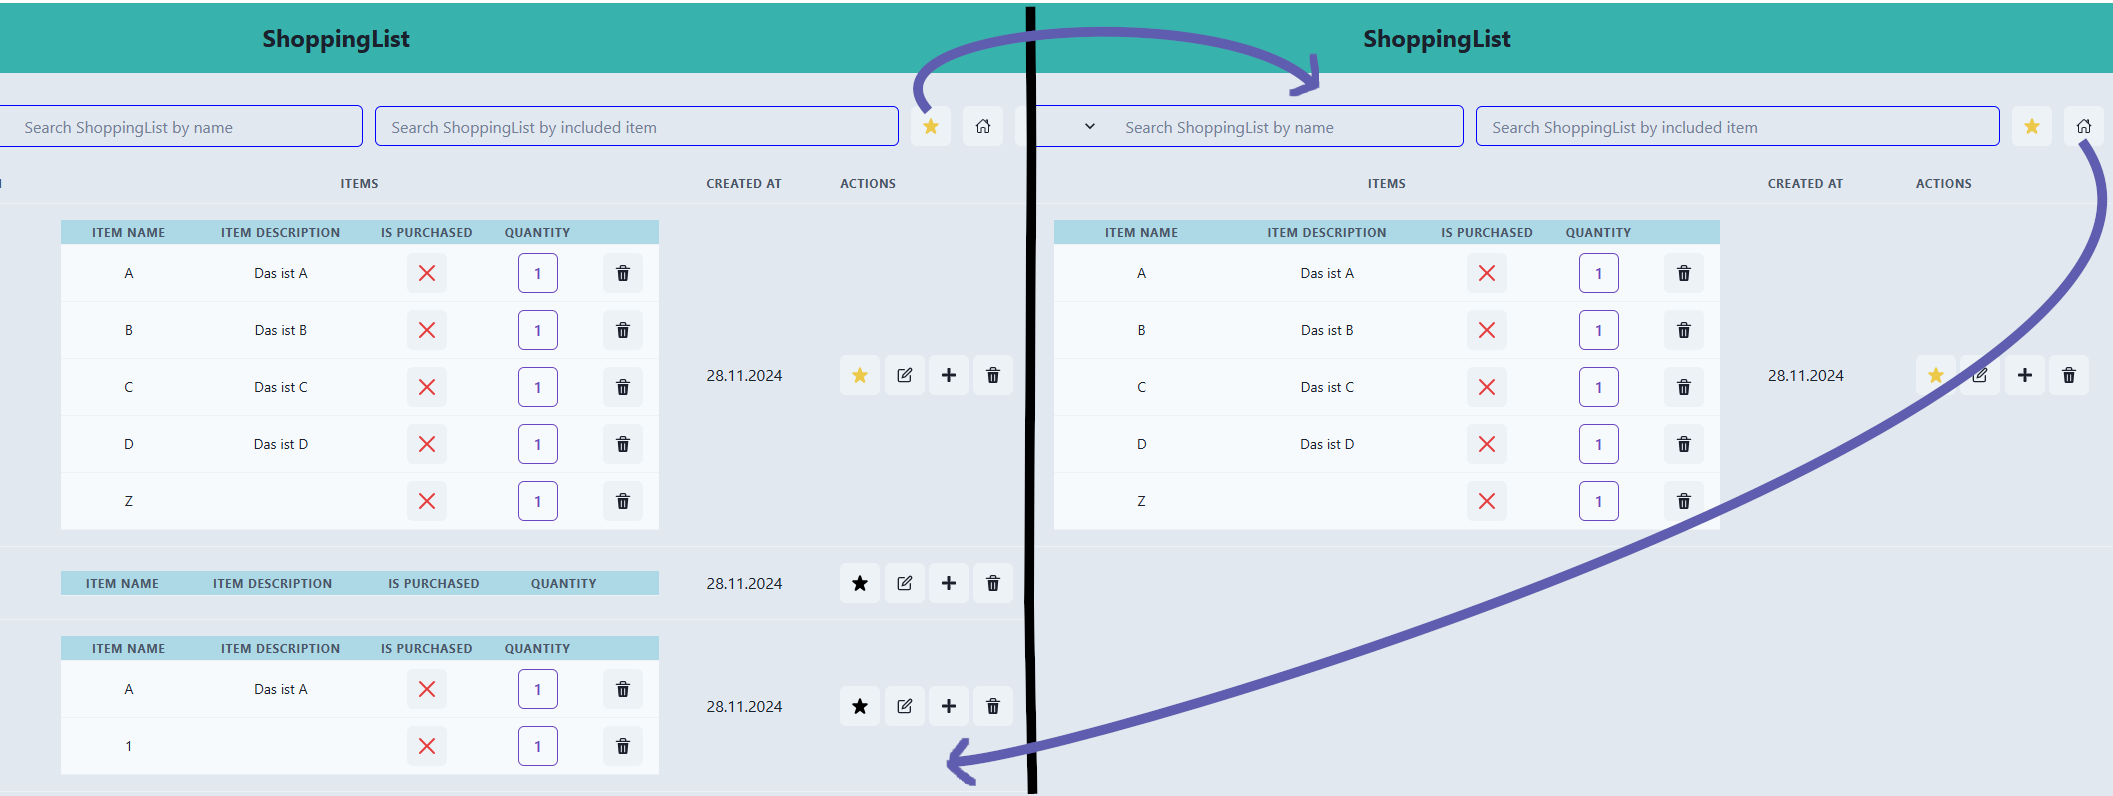 ShoppingList
Search ShoppingList by name
Search ShoppingList by included item
ITEMS CREATED AT ACTIONS
ITEM NAME ITEM DESCRIPTION IS PURCHASED QUANTITY
A Das ist A 1
B Das ist B 1
C Das ist C 1
D Das ist D 1
Z 1
28.11.2024
ITEM NAME ITEM DESCRIPTION IS PURCHASED QUANTITY
28.11.2024
ITEM NAME ITEM DESCRIPTION IS PURCHASED QUANTITY
A Das ist A 1
1 1
28.11.2024
ShoppingList
Search ShoppingList by name
Search ShoppingList by included item
ITEMS CREATED AT ACTIONS
ITEM NAME ITEM DESCRIPTION IS PURCHASED QUANTITY
A Das ist A 1
B Das ist B 1
C Das ist C 1
D Das ist D 1
Z 1
28.11.2024